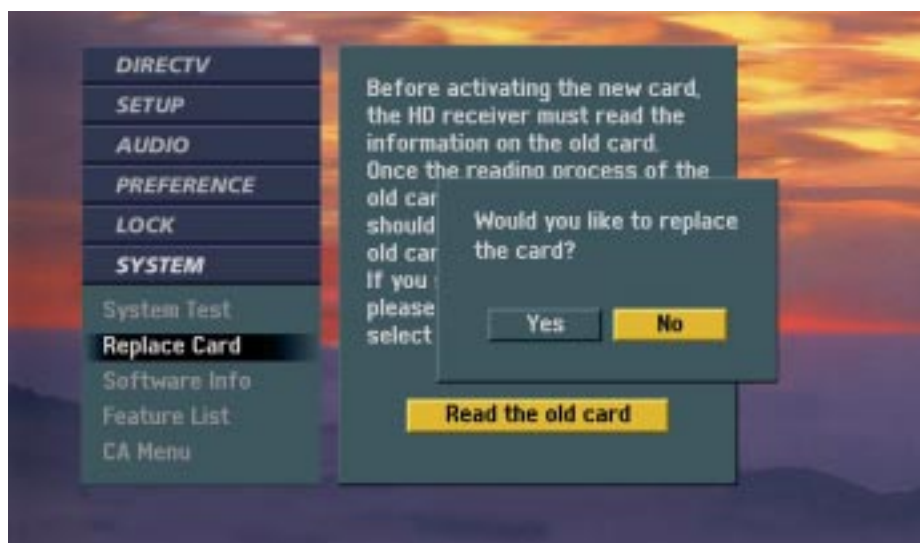 DIRECTV
SETUP
AUDIO
PREFERENCE
LOCK
SYSTEM
System Test
Replace Card
Software Info
Feature List
CA Menu
Before activating the new card,
the HD receiver must read the
information on the old card.
Once the reading process of the
old car
should
old car
If you
please
select
Would you like to replace
the card?
Yes
No
Read the old card